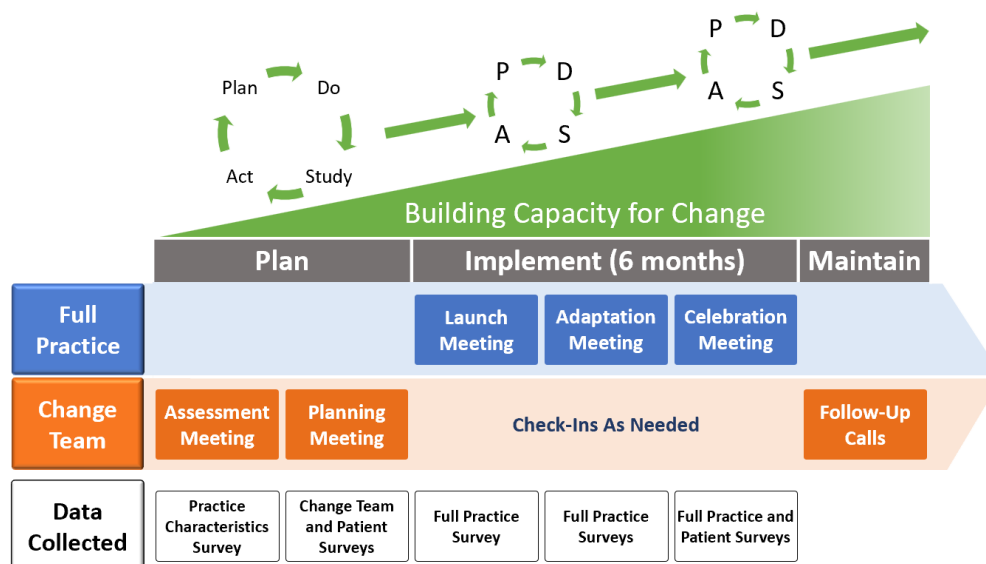 P D
P D
Plan Do
A S
A S
Act Study
Building Capacity for Change
Plan
Implement (6 months)
Maintain
Full
Practice
Launch
Meeting
Adaptation
Meeting
Celebration
Meeting
Change
Team
Assessment
Meeting
Planning
Meeting
Check-Ins As Needed
Follow-Up
Calls
Data
Collected
Practice
Characteristics
Survey
Change Team
and Patient
Surveys
Full Practice
Survey
Full Practice
Surveys
Full Practice and
Patient Surveys